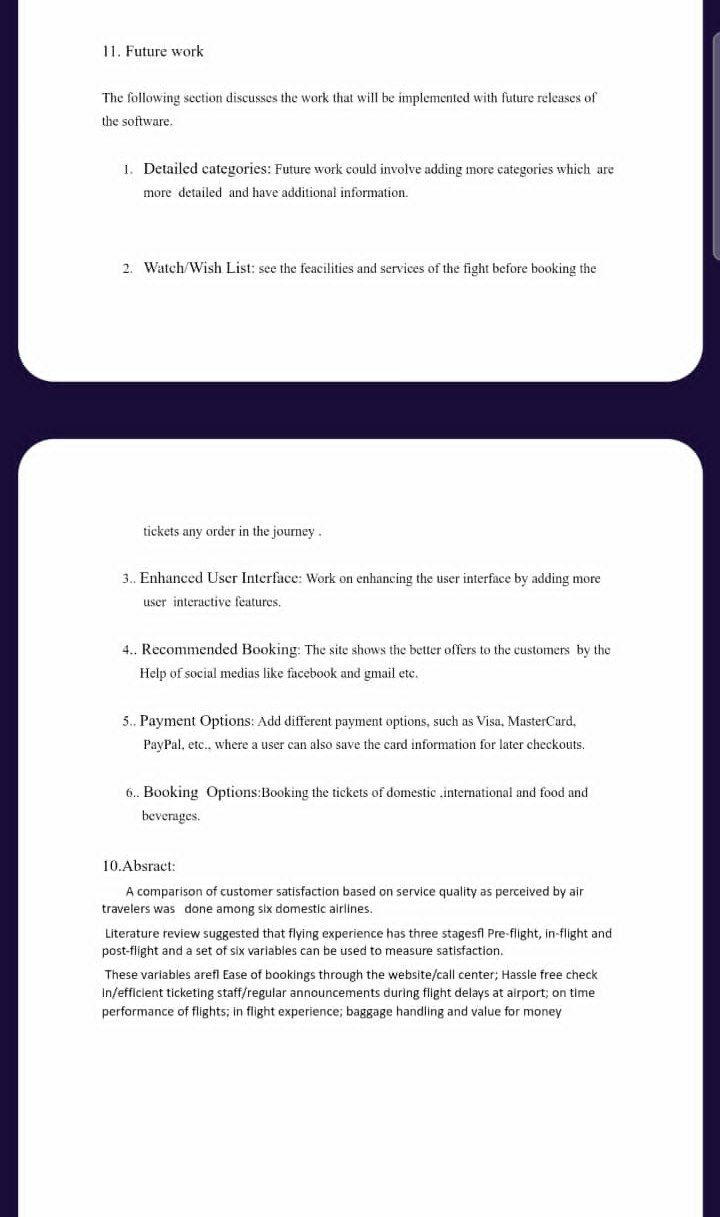 11. Future work
The following section discusses the work that will be implemented with future releases of
the software.
1. Detailed categories: Future work could involve adding more categories which are
more detailed and have additional information.
2. Watch/Wish List: see the feacilities and services of the fight before booking the
tickets any order in the journey .
3.. Enhanced User Interface: Work on enhancing the user interface by adding more
user interactive features.
4.. Recommended Booking: The site shows the better offers to the customers by the
Help of social medias like facebook and gmail etc.
5.. Payment Options: Add different payment options, such as Visa, MasterCard,
PayPal, etc., where a user can also save the card information for later checkouts.
6.. Booking Options:Booking the tickets of domestic ,international and food and
beverages.
10.Absract:
A comparison of customer satisfaction based on service quality as perceived by air
travelers was done among six domestic airlines.
Literature review suggested that flying experience has three stagesfl Pre-flight, in-flight and
post-flight and a set of six variables can be used to measure satisfaction.
These variables arefl Ease of bookings through the website/call center; Hassle free check
in/efficient ticketing staff/regular announcements during flight delays at airport; on time
performance of flights; in flight experience; baggage handling and value for money